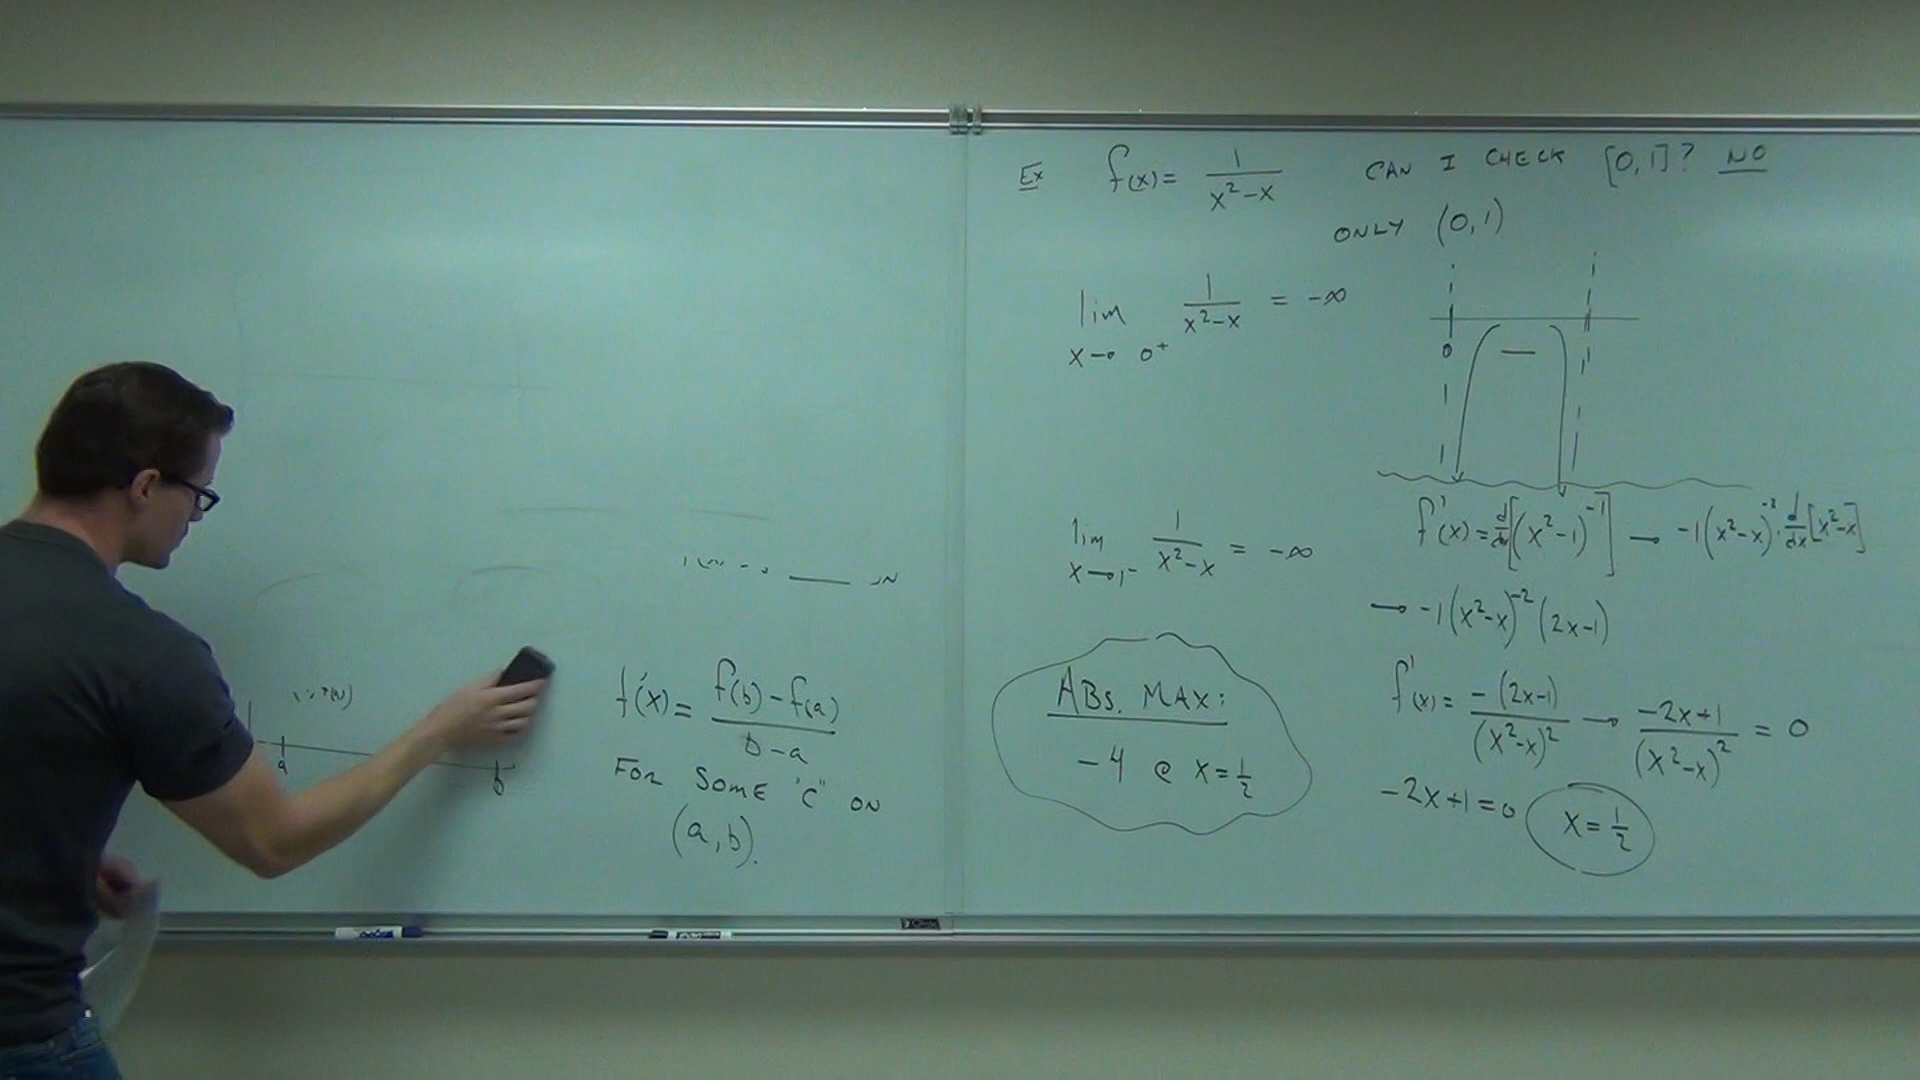 f'(x) = f(b) - f(a) / b - a
FOR SOME "C" ON
(a, b).
a
b
Ex f(x) = 1 / x² - x CAN I CHECK [0, 1]? NO
ONLY (0, 1)
lim x→0⁺ 1 / x² - x = -∞
0 1
lim x→1⁻ 1 / x² - x = -∞
ABS. MAX:
-4 @ x = 1/2
f'(x) = d/dx [(x² - 1)⁻¹] → -1(x² - x)⁻² · d/dx [x² - x]
→ -1(x² - x)⁻² (2x - 1)
f'(x) = -(2x - 1) / (x² - x)² → -2x + 1 / (x² - x)² = 0
-2x + 1 = 0 x = 1/2